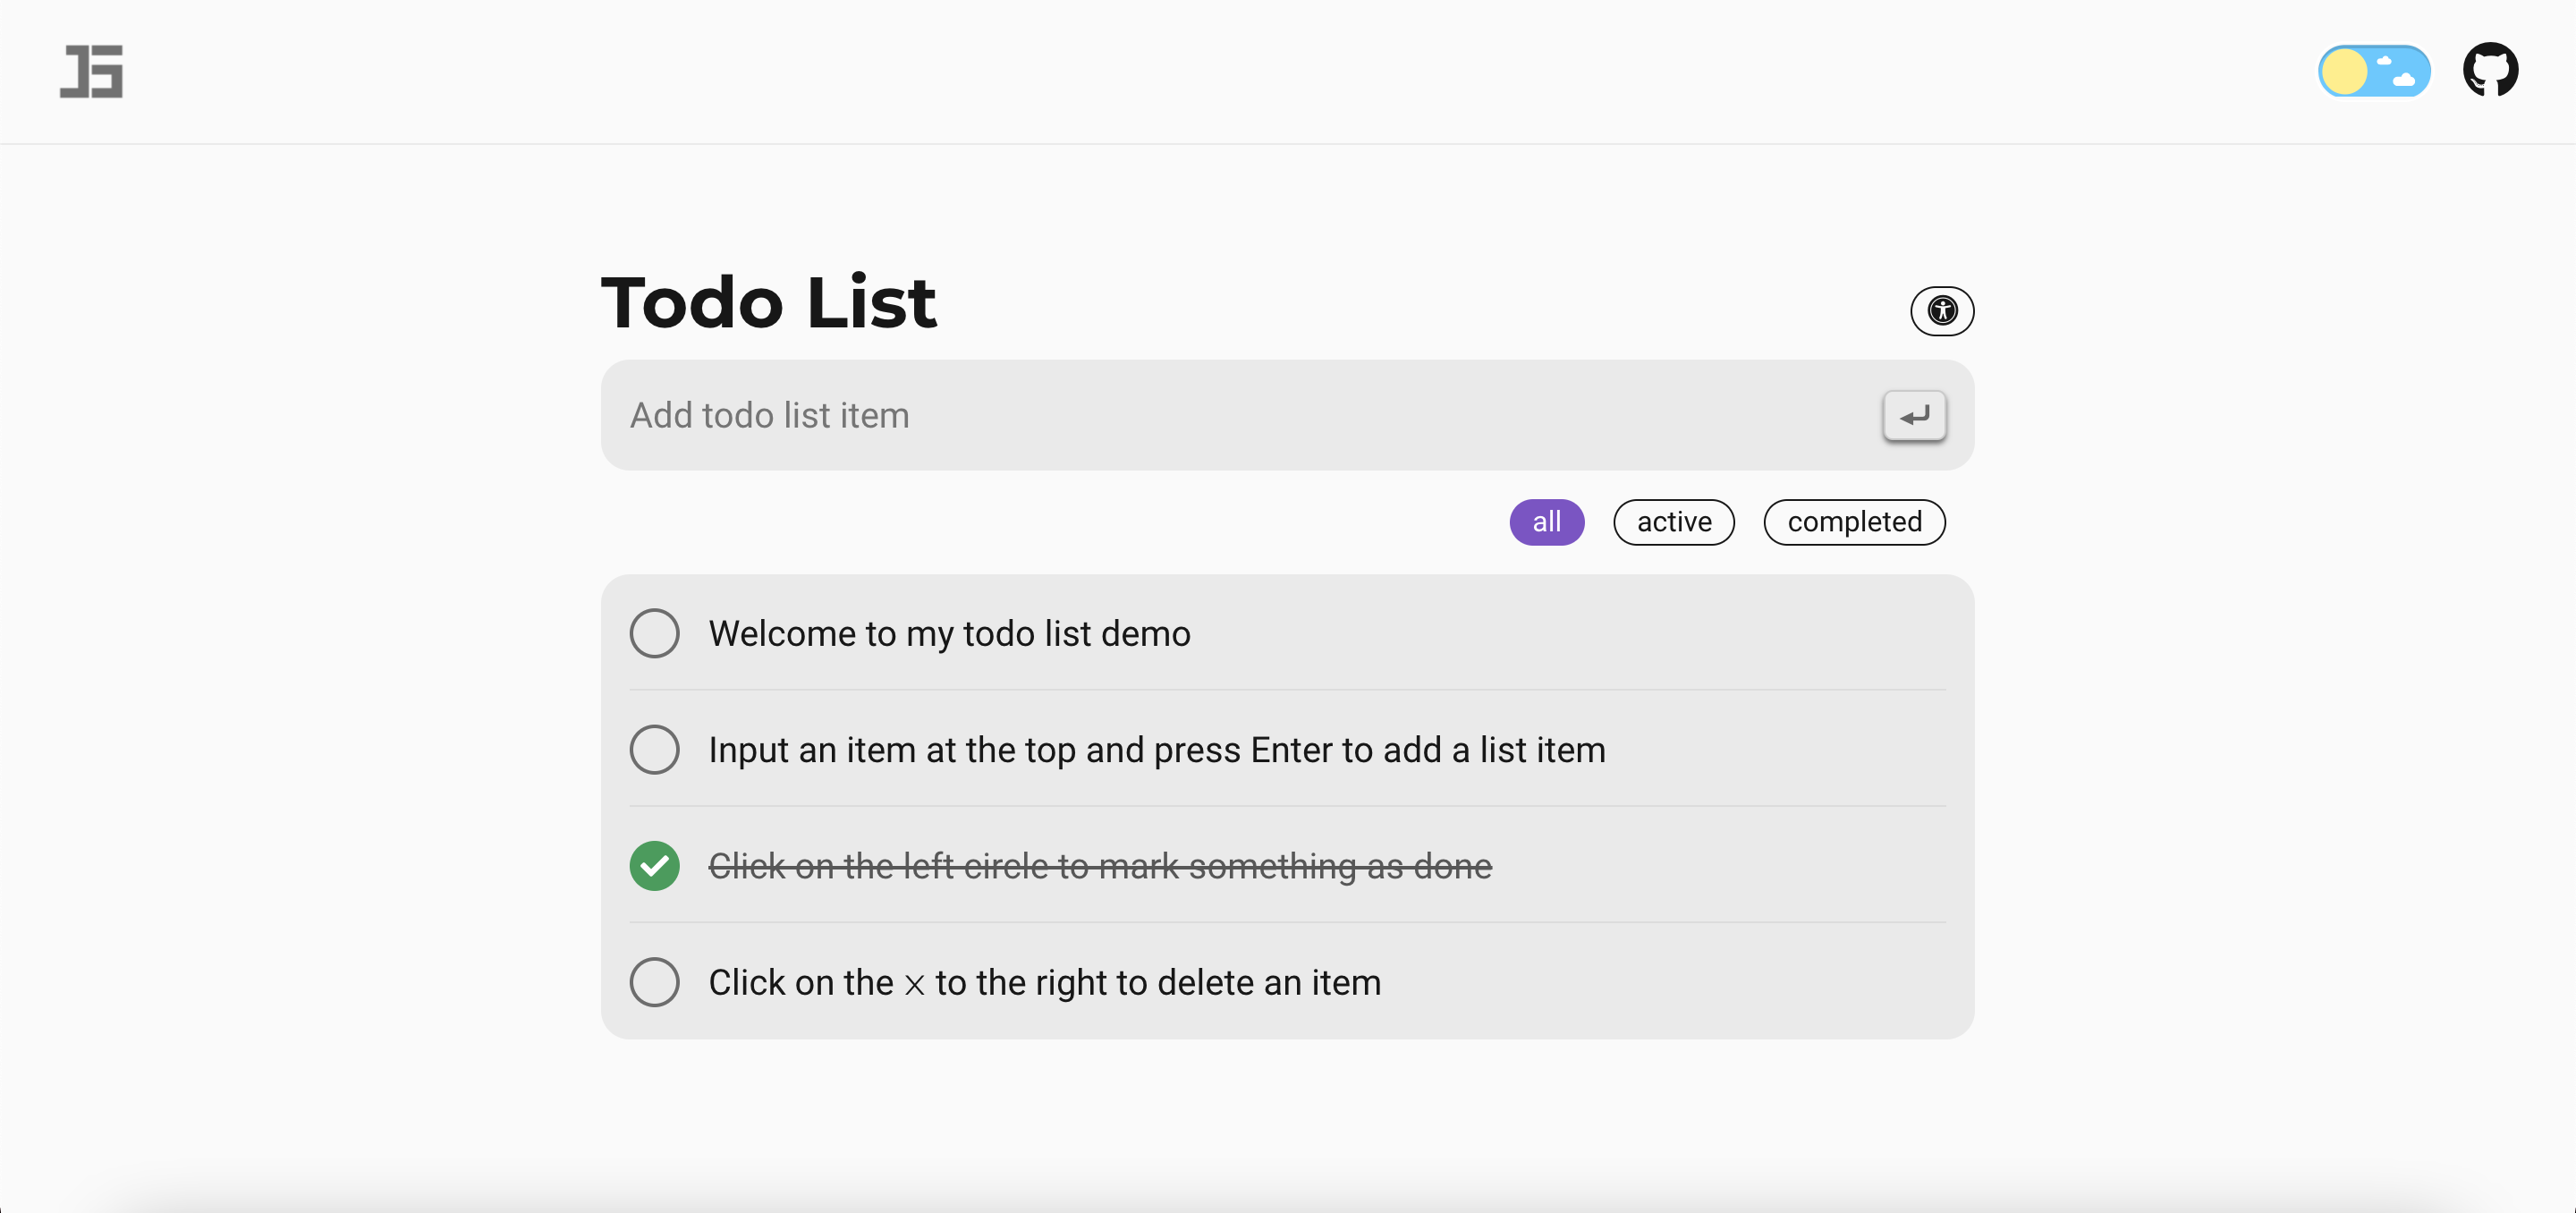 JS
Todo List
Add todo list item
all active completed
Welcome to my todo list demo
Input an item at the top and press Enter to add a list item
Click on the left circle to mark something as done
Click on the x to the right to delete an item